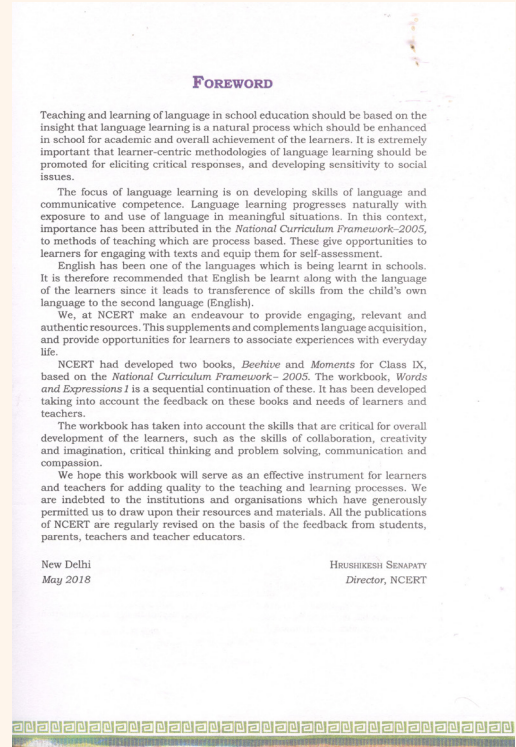 FOREWORD
Teaching and learning of language in school education should be based on the
insight that language learning is a natural process which should be enhanced
in school for academic and overall achievement of the learners. It is extremely
important that learner-centric methodologies of language learning should be
promoted for eliciting critical responses, and developing sensitivity to social
issues.
The focus of language learning is on developing skills of language and
communicative competence. Language learning progresses naturally with
exposure to and use of language in meaningful situations. In this context,
importance has been attributed in the National Curriculum Framework–2005,
to methods of teaching which are process based. These give opportunities to
learners for engaging with texts and equip them for self-assessment.
English has been one of the languages which is being learnt in schools.
It is therefore recommended that English be learnt along with the language
of the learners since it leads to transference of skills from the child's own
language to the second language (English).
We, at NCERT make an endeavour to provide engaging, relevant and
authentic resources. This supplements and complements language acquisition,
and provide opportunities for learners to associate experiences with everyday
life.
NCERT had developed two books, Beehive and Moments for Class IX,
based on the National Curriculum Framework– 2005. The workbook, Words
and Expressions 1 is a sequential continuation of these. It has been developed
taking into account the feedback on these books and needs of learners and
teachers.
The workbook has taken into account the skills that are critical for overall
development of the learners, such as the skills of collaboration, creativity
and imagination, critical thinking and problem solving, communication and
compassion.
We hope this workbook will serve as an effective instrument for learners
and teachers for adding quality to the teaching and learning processes. We
are indebted to the institutions and organisations which have generously
permitted us to draw upon their resources and materials. All the publications
of NCERT are regularly revised on the basis of the feedback from students,
parents, teachers and teacher educators.
New Delhi HRUSHIKESH SENAPATY
May 2018 Director, NCERT